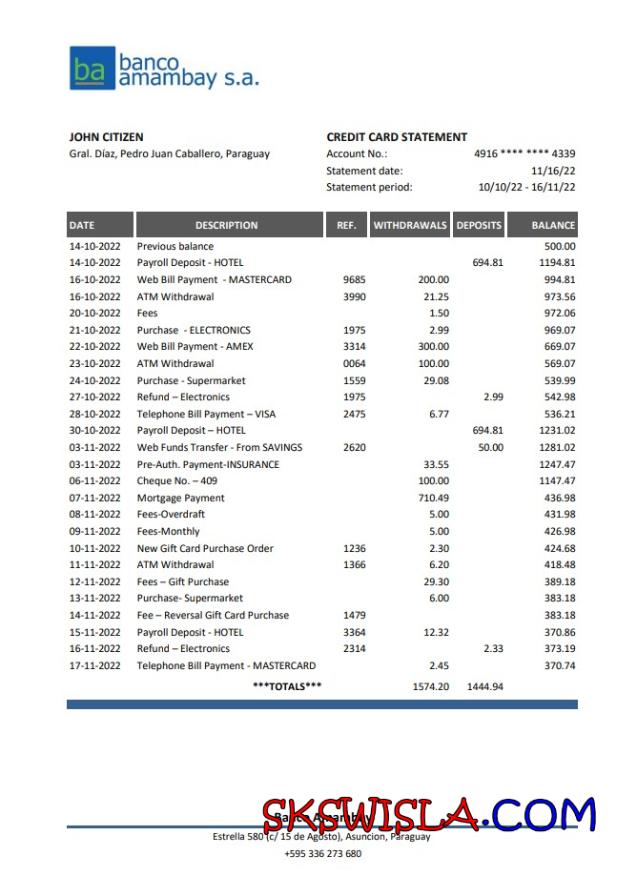 ba banco
amambay s.a.
JOHN CITIZEN CREDIT CARD STATEMENT
Gral. Díaz, Pedro Juan Caballero, Paraguay Account No.: 4916 **** **** 4339
Statement date: 11/16/22
Statement period: 10/10/22 - 16/11/22
DATE DESCRIPTION REF. WITHDRAWALS DEPOSITS BALANCE
14-10-2022 Previous balance 500.00
14-10-2022 Payroll Deposit - HOTEL 694.81 1194.81
16-10-2022 Web Bill Payment - MASTERCARD 9685 200.00 994.81
16-10-2022 ATM Withdrawal 3990 21.25 973.56
20-10-2022 Fees 1.50 972.06
21-10-2022 Purchase - ELECTRONICS 1975 2.99 969.07
22-10-2022 Web Bill Payment - AMEX 3314 300.00 669.07
23-10-2022 ATM Withdrawal 0064 100.00 569.07
24-10-2022 Purchase - Supermarket 1559 29.08 539.99
27-10-2022 Refund – Electronics 1975 2.99 542.98
28-10-2022 Telephone Bill Payment – VISA 2475 6.77 536.21
30-10-2022 Payroll Deposit – HOTEL 694.81 1231.02
03-11-2022 Web Funds Transfer - From SAVINGS 2620 50.00 1281.02
03-11-2022 Pre-Auth. Payment-INSURANCE 33.55 1247.47
06-11-2022 Cheque No. – 409 100.00 1147.47
07-11-2022 Mortgage Payment 710.49 436.98
08-11-2022 Fees-Overdraft 5.00 431.98
09-11-2022 Fees-Monthly 5.00 426.98
10-11-2022 New Gift Card Purchase Order 1236 2.30 424.68
11-11-2022 ATM Withdrawal 1366 6.20 418.48
12-11-2022 Fees – Gift Purchase 29.30 389.18
13-11-2022 Purchase- Supermarket 6.00 383.18
14-11-2022 Fee – Reversal Gift Card Purchase 1479 383.18
15-11-2022 Payroll Deposit - HOTEL 3364 12.32 370.86
16-11-2022 Refund – Electronics 2314 2.33 373.19
17-11-2022 Telephone Bill Payment - MASTERCARD 2.45 370.74
***TOTALS*** 1574.20 1444.94
SKSWISLA.COM
Banco Amambay
Estrella 580 (c/ 15 de Agosto), Asuncion, Paraguay
+595 336 273 680